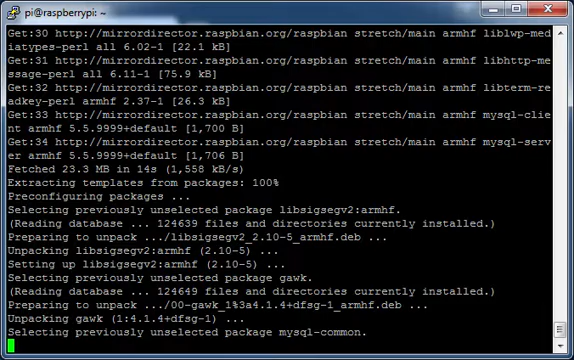 pi@raspberrypi: ~
Get:30 http://mirrordirector.raspbian.org/raspbian stretch/main armhf liblwp-med
iatypes-perl all 6.02-1 [22.1 kB]
Get:31 http://mirrordirector.raspbian.org/raspbian stretch/main armhf libhttp-me
ssage-perl all 6.11-1 [75.9 kB]
Get:32 http://mirrordirector.raspbian.org/raspbian stretch/main armhf libterm-re
adkey-perl armhf 2.37-1 [26.3 kB]
Get:33 http://mirrordirector.raspbian.org/raspbian stretch/main armhf mysql-clie
nt armhf 5.5.9999+default [1,700 B]
Get:34 http://mirrordirector.raspbian.org/raspbian stretch/main armhf mysql-serv
er armhf 5.5.9999+default [1,706 B]
Fetched 23.3 MB in 14s (1,558 kB/s)
Extracting templates from packages: 100%
Preconfiguring packages ...
Selecting previously unselected package libsigsegv2:armhf.
(Reading database ... 124639 files and directories currently installed.)
Preparing to unpack .../libsigsegv2_2.10-5_armhf.deb ...
Unpacking libsigsegv2:armhf (2.10-5) ...
Setting up libsigsegv2:armhf (2.10-5) ...
Selecting previously unselected package gawk.
(Reading database ... 124649 files and directories currently installed.)
Preparing to unpack .../00-gawk_1%3a4.1.4+dfsg-1_armhf.deb ...
Unpacking gawk (1:4.1.4+dfsg-1) ...
Selecting previously unselected package mysql-common.